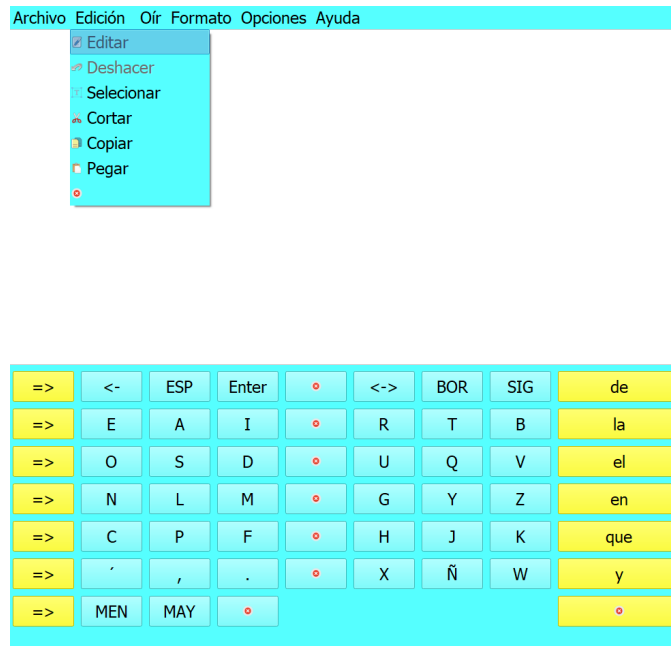 Archivo Edición Oír Formato Opciones Ayuda
Editar
Deshacer
Selecionar
Cortar
Copiar
Pegar
=> <- ESP Enter <-> BOR SIG de
=> E A I R T B la
=> O S D U Q V el
=> N L M G Y Z en
=> C P F H J K que
=> ´ , . X Ñ W y
=> MEN MAY